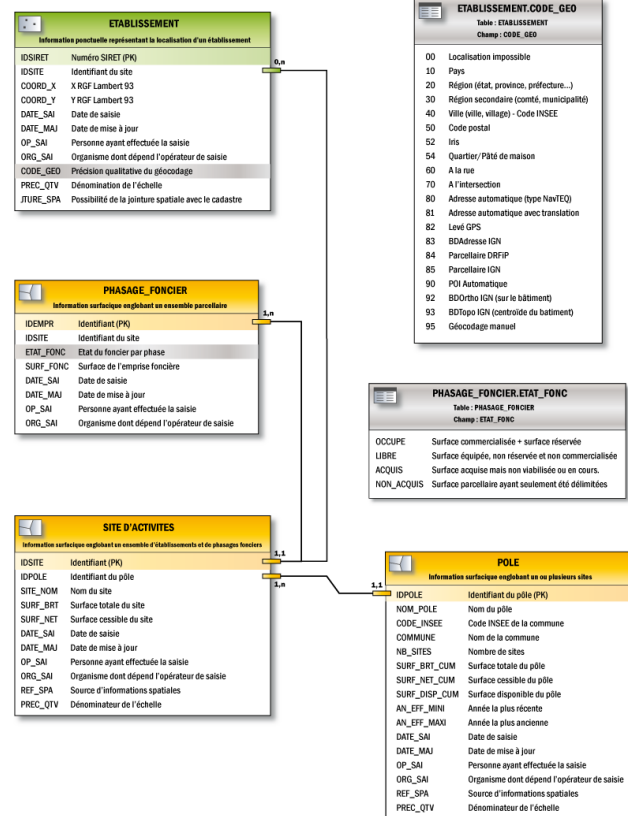 ETABLISSEMENT
Information ponctuelle représentant la localisation d'un établissement
IDSIRET Numéro SIRET (PK)
IDSITE Identifiant du site
COORD_X X RGF Lambert 93
COORD_Y Y RGF Lambert 93
DATE_SAI Date de saisie
DATE_MAJ Date de mise à jour
OP_SAI Personne ayant effectuée la saisie
ORG_SAI Organisme dont dépend l'opérateur de saisie
CODE_GEO Précision qualitative du géocodage
PREC_QTV Dénomination de l'échelle
JTURE_SPA Possibilité de la jointure spatiale avec le cadastre
0,n
ETABLISSEMENT.CODE_GEO
Table : ETABLISSEMENT
Champ : CODE_GEO
00 Localisation impossible
10 Pays
20 Région (état, province, préfecture...)
30 Région secondaire (comté, municipalité)
40 Ville (ville, village) - Code INSEE
50 Code postal
52 Iris
54 Quartier/Pâté de maison
60 A la rue
70 A l'intersection
80 Adresse automatique (type NavTEQ)
81 Adresse automatique avec translation
82 Levé GPS
83 BDAdresse IGN
84 Parcellaire DRFiP
85 Parcellaire IGN
90 POI Automatique
92 BDOrtho IGN (sur le bâtiment)
93 BDTopo IGN (centroïde du batiment)
95 Géocodage manuel
PHASAGE_FONCIER
Information surfacique englobant un ensemble parcellaire
1,n
IDEMPR Identifiant (PK)
IDSITE Identifiant du site
ETAT_FONC Etat du foncier par phase
SURF_FONC Surface de l'emprise foncière
DATE_SAI Date de saisie
DATE_MAJ Date de mise à jour
OP_SAI Personne ayant effectuée la saisie
ORG_SAI Organisme dont dépend l'opérateur de saisie
PHASAGE_FONCIER.ETAT_FONC
Table : PHASAGE_FONCIER
Champ : ETAT_FONC
OCCUPE Surface commercialisée + surface réservée
LIBRE Surface équipée, non réservée et non commercialisée
ACQUIS Surface acquise mais non viabilisée ou en cours.
NON_ACQUIS Surface parcellaire ayant seulement été délimitées
SITE D'ACTIVITES
Information surfacique englobant un ensemble d'établissements et de phasages fonciers
1,1
IDSITE Identifiant (PK)
IDPOLE Identifiant du pôle
1,n
SITE_NOM Nom du site
SURF_BRT Surface totale du site
SURF_NET Surface cessible du site
DATE_SAI Date de saisie
DATE_MAJ Date de mise à jour
OP_SAI Personne ayant effectuée la saisie
ORG_SAI Organisme dont dépend l'opérateur de saisie
REF_SPA Source d'informations spatiales
PREC_QTV Dénominateur de l'échelle
POLE
Information surfacique englobant un ou plusieurs sites
1,1
IDPOLE Identifiant du pôle (PK)
NOM_POLE Nom du pôle
CODE_INSEE Code INSEE de la commune
COMMUNE Nom de la commune
NB_SITES Nombre de sites
SURF_BRT_CUM Surface totale du pôle
SURF_NET_CUM Surface cessible du pôle
SURF_DISP_CUM Surface disponible du pôle
AN_EFF_MINI Année la plus récente
AN_EFF_MAXI Année la plus ancienne
DATE_SAI Date de saisie
DATE_MAJ Date de mise à jour
OP_SAI Personne ayant effectuée la saisie
ORG_SAI Organisme dont dépend l'opérateur de saisie
REF_SPA Source d'informations spatiales
PREC_QTV Dénominateur de l'échelle